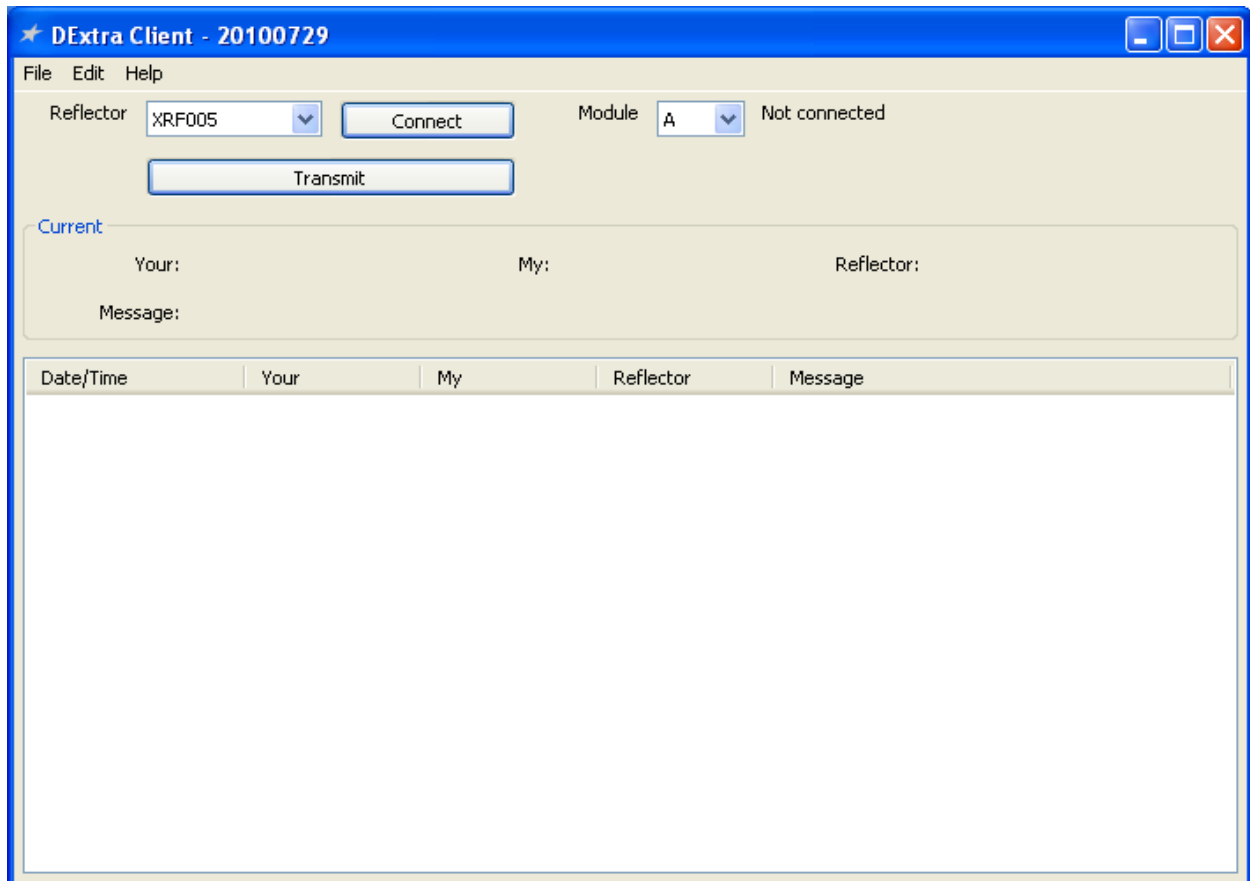 DExtra Client - 20100729
File Edit Help
Reflector XRF005 Connect Module A Not connected
Transmit
Current
Your: My: Reflector:
Message:
Date/Time Your My Reflector Message